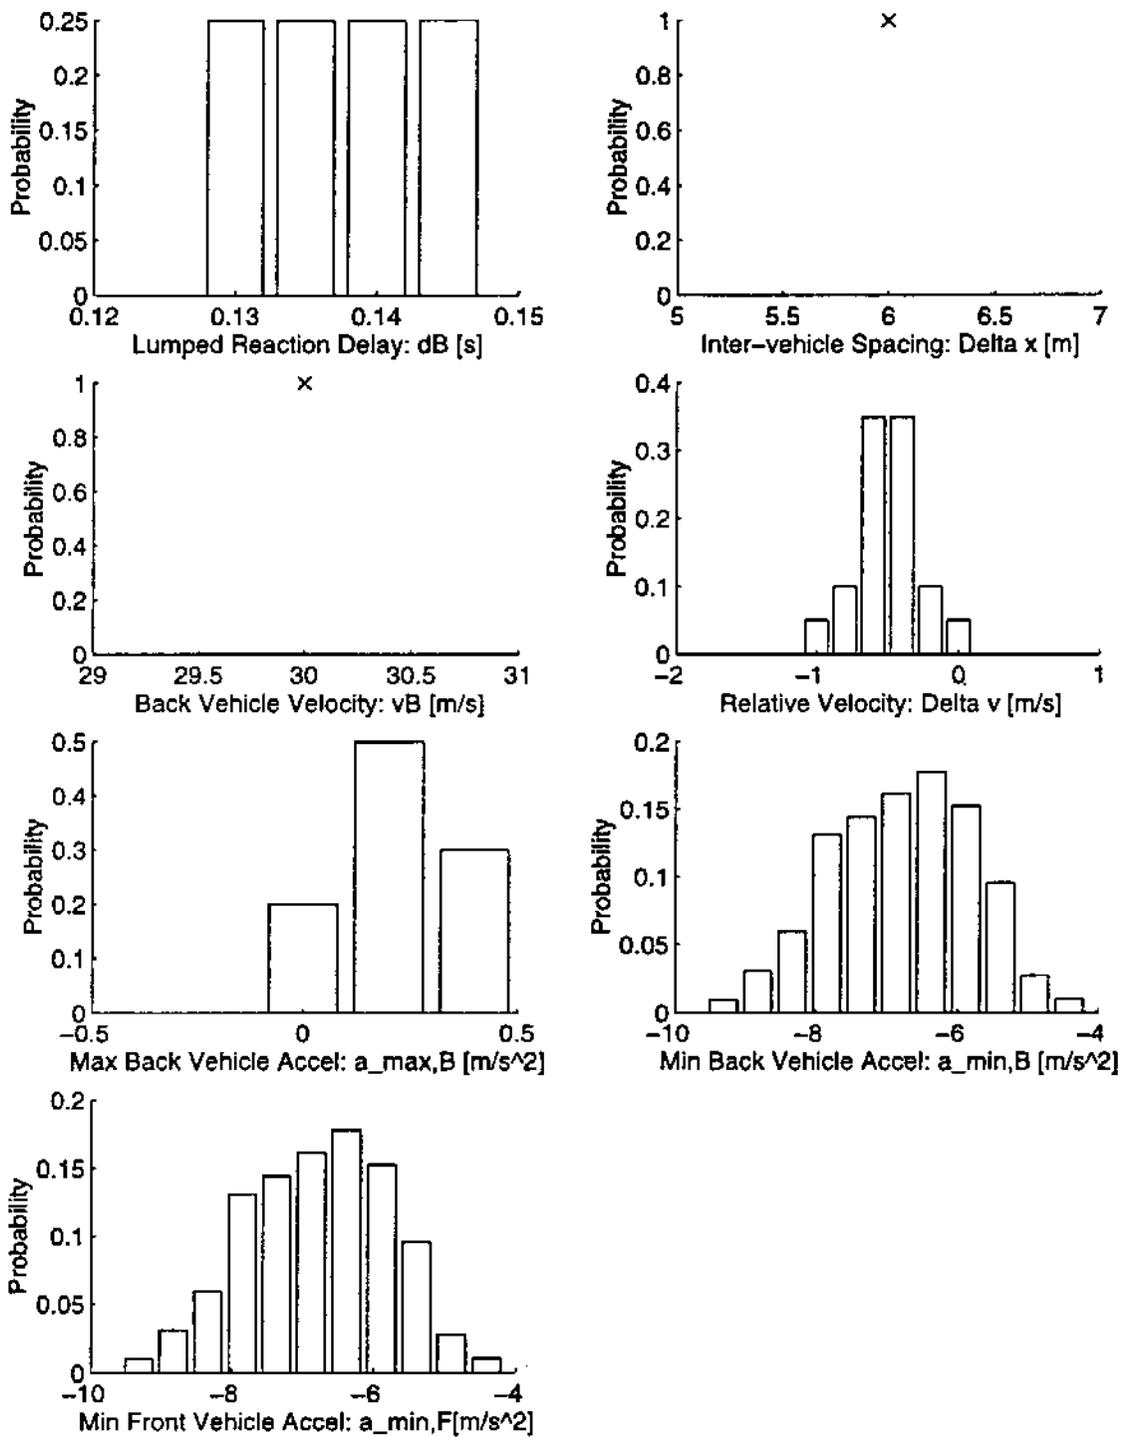 0.25
0.2
0.15
0.1
0.05
0
Probability
0.12 0.13 0.14 0.15
Lumped Reaction Delay: dB [s]
1
0.8
0.6
0.4
0.2
0
Probability
5 5.5 6 6.5 7
Inter-vehicle Spacing: Delta x [m]
1
0.8
0.6
0.4
0.2
0
Probability
29 29.5 30 30.5 31
Back Vehicle Velocity: vB [m/s]
0.4
0.3
0.2
0.1
0
Probability
-2 -1 0 1
Relative Velocity: Delta v [m/s]
0.5
0.4
0.3
0.2
0.1
0
Probability
-0.5 0 0.5
Max Back Vehicle Accel: a_max,B [m/s^2]
0.2
0.15
0.1
0.05
0
Probability
-10 -8 -6 -4
Min Back Vehicle Accel: a_min,B [m/s^2]
0.2
0.15
0.1
0.05
0
Probability
-10 -8 -6 -4
Min Front Vehicle Accel: a_min,F[m/s^2]